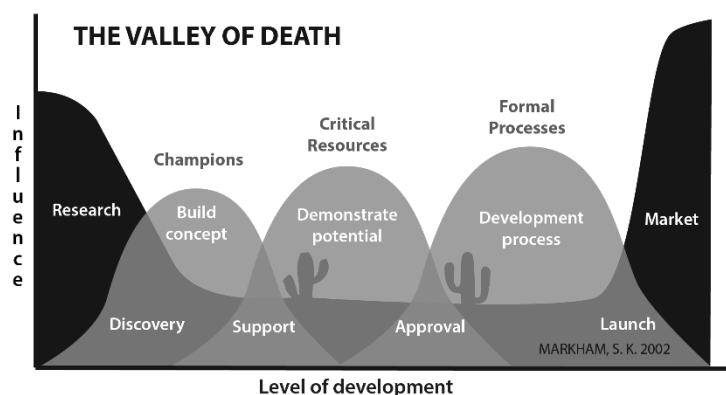 THE VALLEY OF DEATH
Influence
Formal
Processes
Critical
Resources
Champions
Research
Build
concept
Demonstrate
potential
Development
process
Market
Discovery
Support
Approval
Launch
MARKHAM, S. K. 2002
Level of development